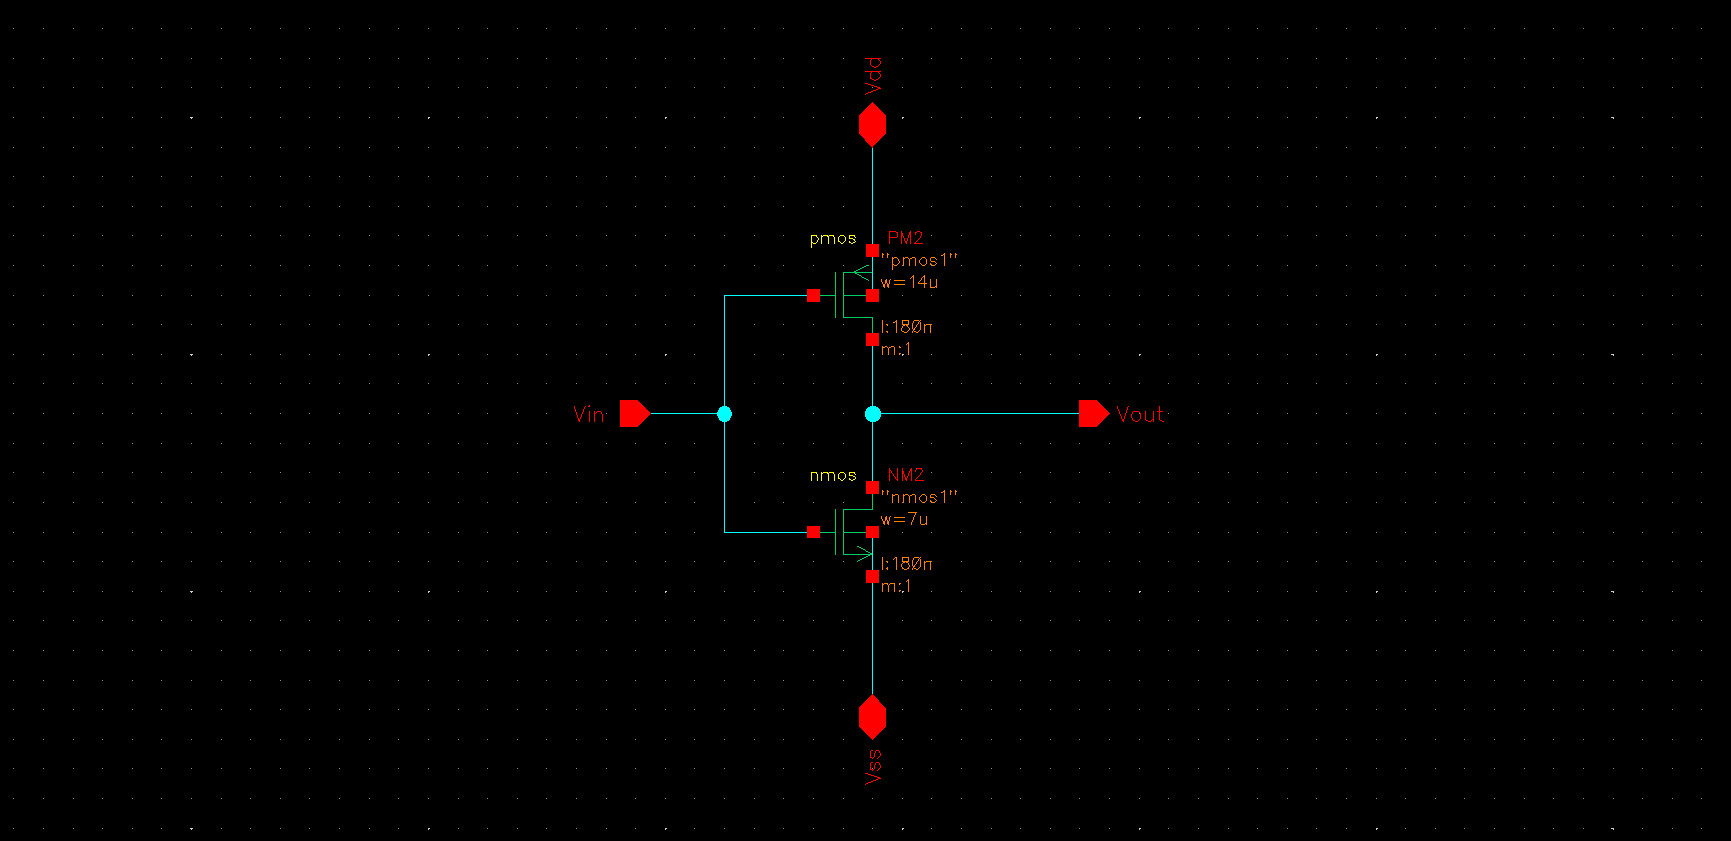 Vdd
pmos
PM2
"pmos1"
w=14u
l:180n
m:1
Vin
Vout
nmos
NM2
"nmos1"
w=7u
l:180n
m:1
Vss